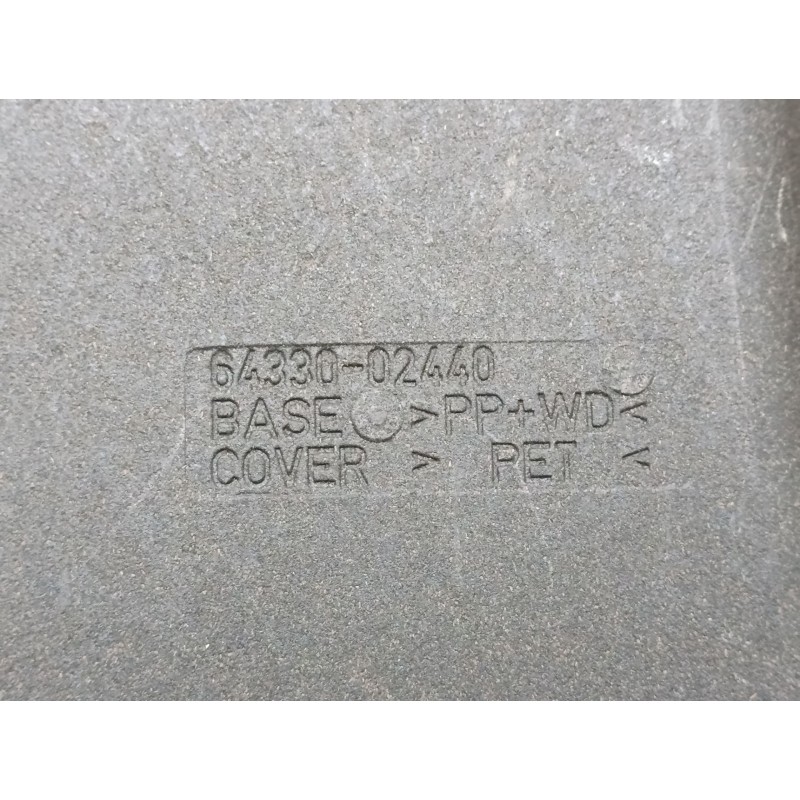 64330-02440
BASE >PP+WD<
COVER > PET <